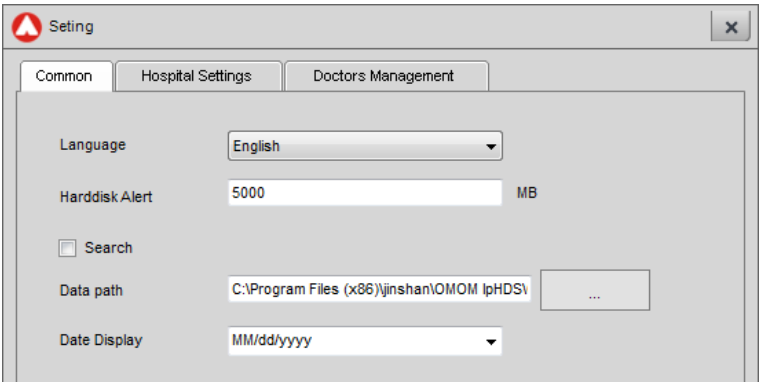 Seting
Common Hospital Settings Doctors Management
Language English
Harddisk Alert 5000 MB
Search
Data path C:\Program Files (x86)\jinshan\OMOM IpHDS\ ...
Date Display MM/dd/yyyy